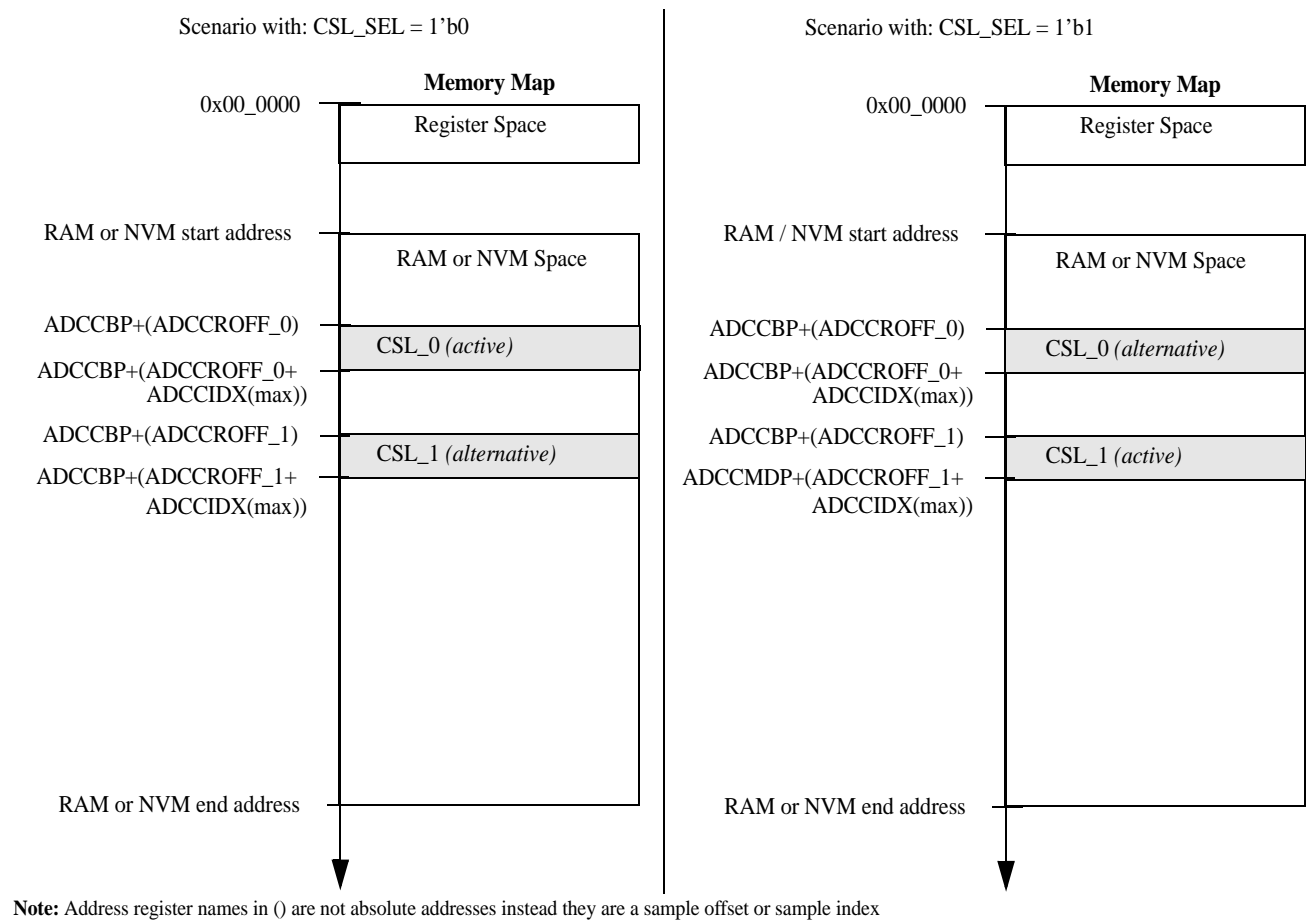 Scenario with: CSL_SEL = 1’b0
Memory Map
0x00_0000
Register Space
RAM or NVM start address
RAM or NVM Space
ADCCBP+(ADCCROFF_0)
CSL_0 (active)
ADCCBP+(ADCCROFF_0+
ADCCIDX(max))
ADCCBP+(ADCCROFF_1)
CSL_1 (alternative)
ADCCBP+(ADCCROFF_1+
ADCCIDX(max))
RAM or NVM end address
Scenario with: CSL_SEL = 1’b1
Memory Map
0x00_0000
Register Space
RAM / NVM start address
RAM or NVM Space
ADCCBP+(ADCCROFF_0)
CSL_0 (alternative)
ADCCBP+(ADCCROFF_0+
ADCCIDX(max))
ADCCBP+(ADCCROFF_1)
CSL_1 (active)
ADCCMDP+(ADCCROFF_1+
ADCCIDX(max))
RAM or NVM end address
Note: Address register names in () are not absolute addresses instead they are a sample offset or sample index